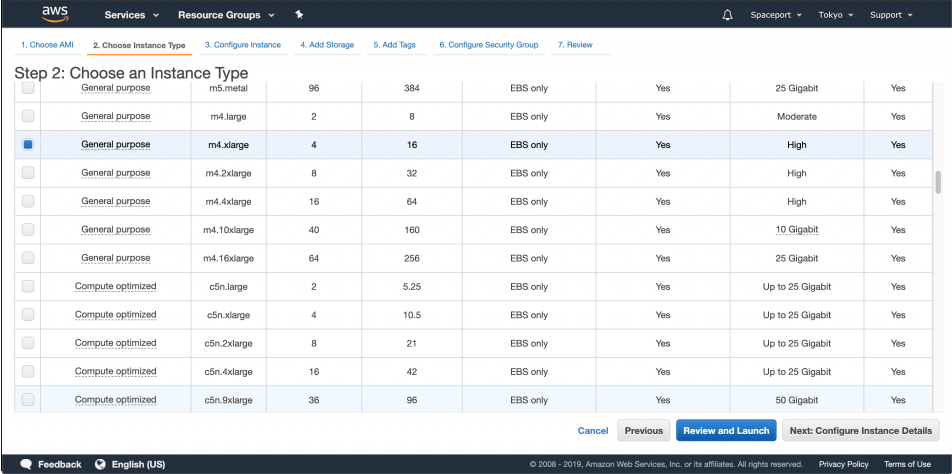 aws Services Resource Groups Spaceport Tokyo Support
1. Choose AMI 2. Choose Instance Type 3. Configure Instance 4. Add Storage 5. Add Tags 6. Configure Security Group 7. Review
Step 2: Choose an Instance Type
General purpose m5.metal 96 384 EBS only Yes 25 Gigabit Yes
General purpose m4.large 2 8 EBS only Moderate Yes
General purpose m4.xlarge 4 16 EBS only Yes High Yes
General purpose m4.2xlarge 8 32 EBS only Yes High Yes
General purpose m4.4xlarge 16 64 EBS only Yes High Yes
General purpose m4.10xlarge 40 160 EBS only Yes 10 Gigabit Yes
General purpose m4.16xlarge 64 256 EBS only Yes 25 Gigabit Yes
Compute optimized c5n.large 2 5.25 EBS only Yes Up to 25 Gigabit Yes
Compute optimized c5n.xlarge 4 10.5 EBS only Yes Up to 25 Gigabit Yes
Compute optimized c5n.2xlarge 8 21 EBS only Yes Up to 25 Gigabit Yes
Compute optimized c5n.4xlarge 16 42 EBS only Yes Up to 25 Gigabit Yes
Compute optimized c5n.9xlarge 36 96 EBS only Yes 50 Gigabit Yes
Cancel Previous Review and Launch Next: Configure Instance Details
Feedback English (US) © 2008 - 2019, Amazon Web Services, Inc. or its affiliates. All rights reserved. Privacy Policy Terms of Use